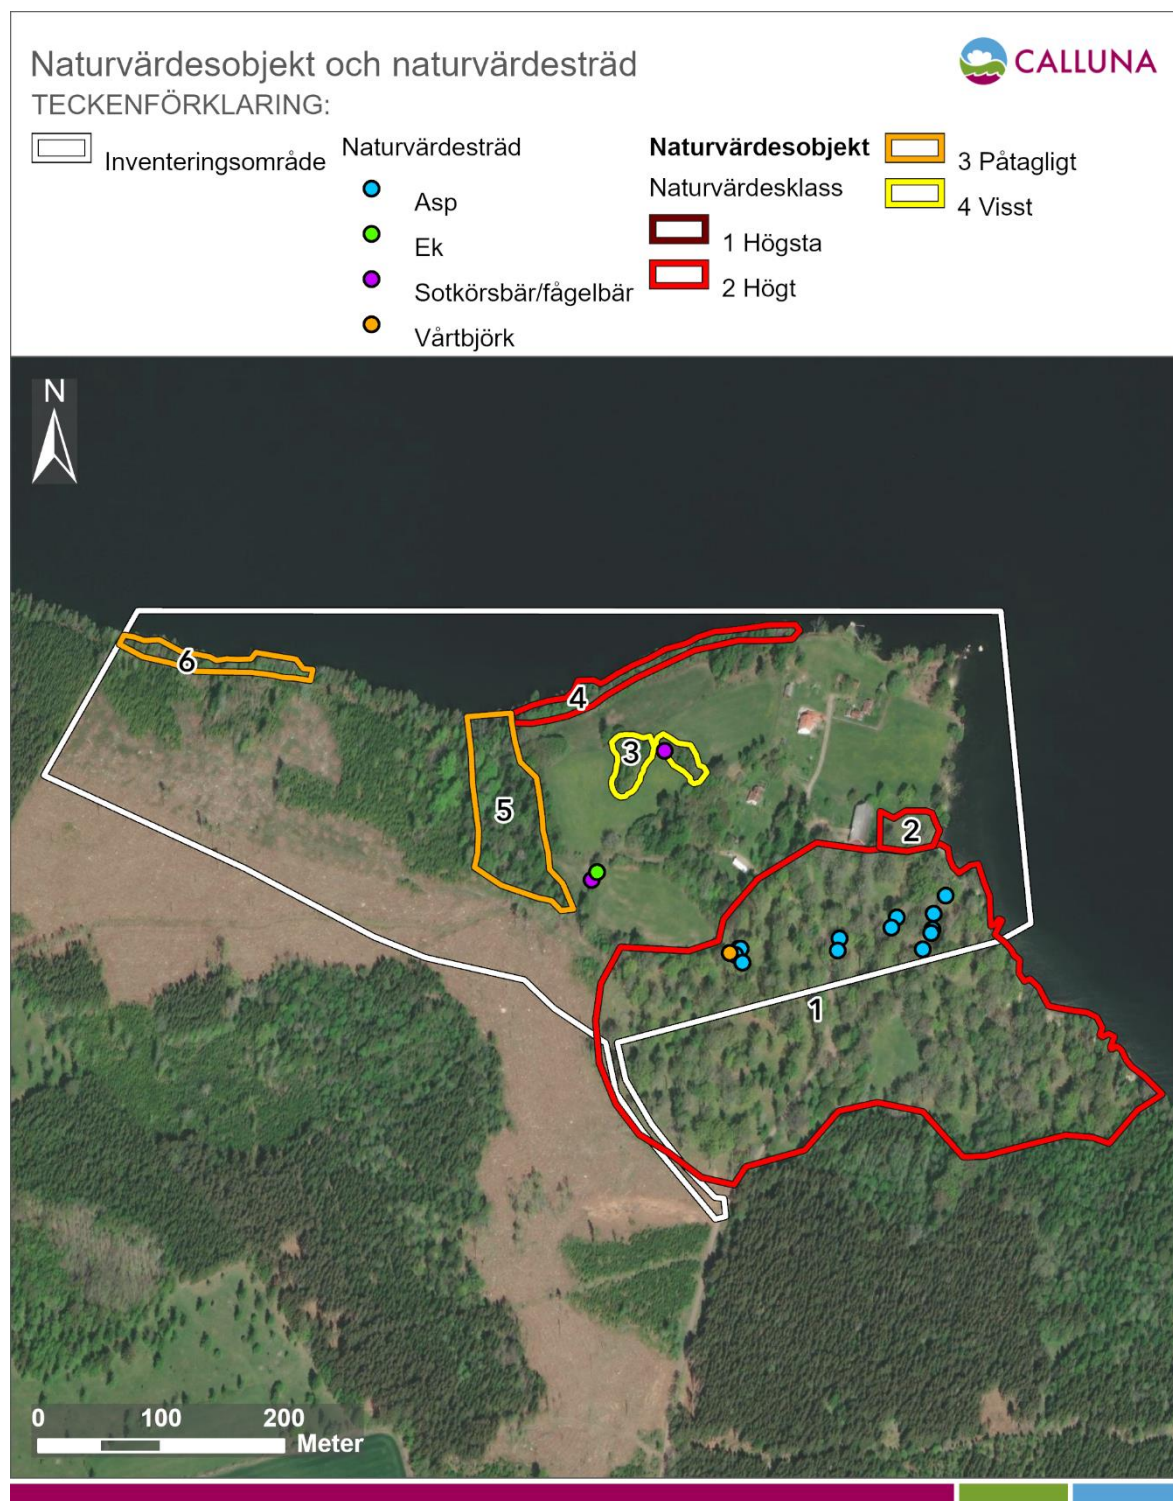 Naturvärdesobjekt och naturvärdesträd
CALLUNA
TECKENFÖRKLARING:
Inventeringsområde
Naturvärdesträd
Asp
Ek
Sotkörsbär/fågelbär
Vårtbjörk
Naturvärdesobjekt
Naturvärdesklass
1 Högsta
2 Högt
3 Påtagligt
4 Visst
N
6
4
3
5
2
1
0 100 200
Meter